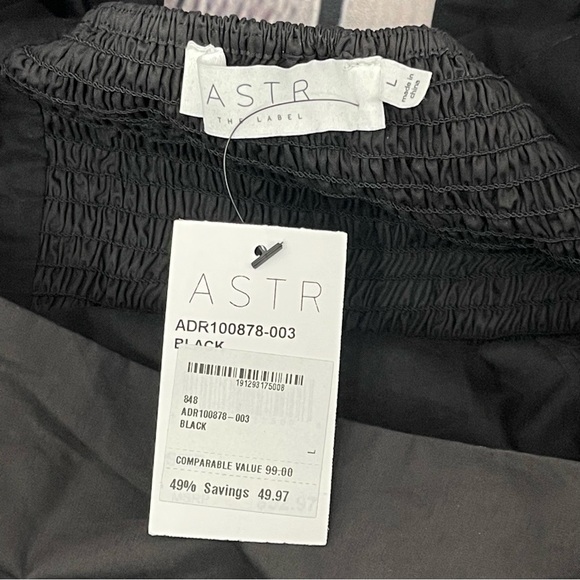 ASTR
THE LABEL
L
made in
china
ASTR
ADR100878-003
BLACK
191293175008
848
ADR100878-003
BLACK
L
COMPARABLE VALUE 99.00
49% Savings 49.97